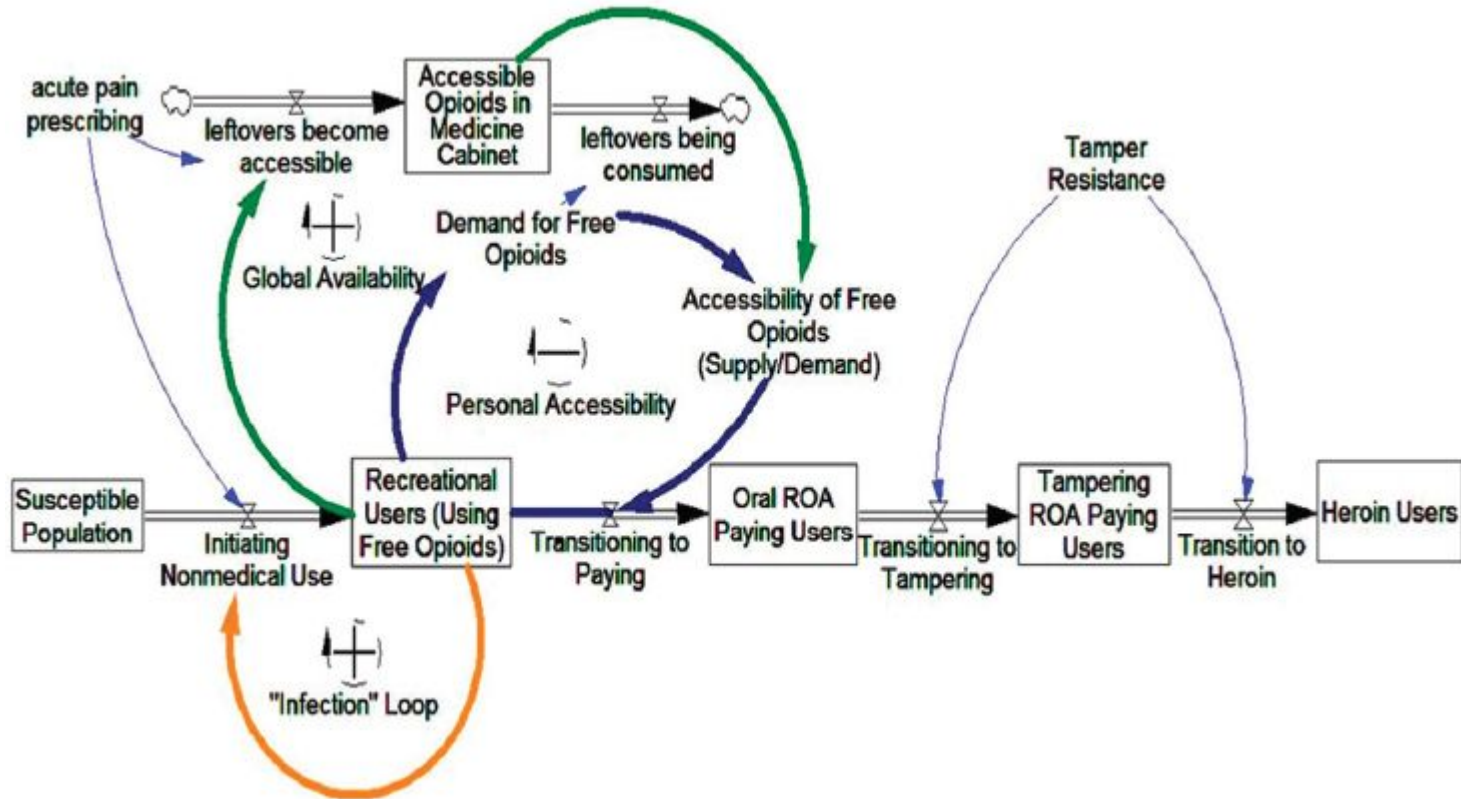 acute pain
prescribing
leftovers become
accessible
Accessible
Opioids in
Medicine
Cabinet
leftovers being
consumed
Tamper
Resistance
Demand for Free
Opioids
Global Availability
Accessibility of Free
Opioids
(Supply/Demand)
Personal Accessibility
Susceptible
Population
Initiating
Nonmedical Use
Recreational
Users (Using
Free Opioids)
Transitioning to
Paying
Oral ROA
Paying Users
Transitioning to
Tampering
Tampering
ROA Paying
Users
Transition to
Heroin
Heroin Users
"Infection" Loop